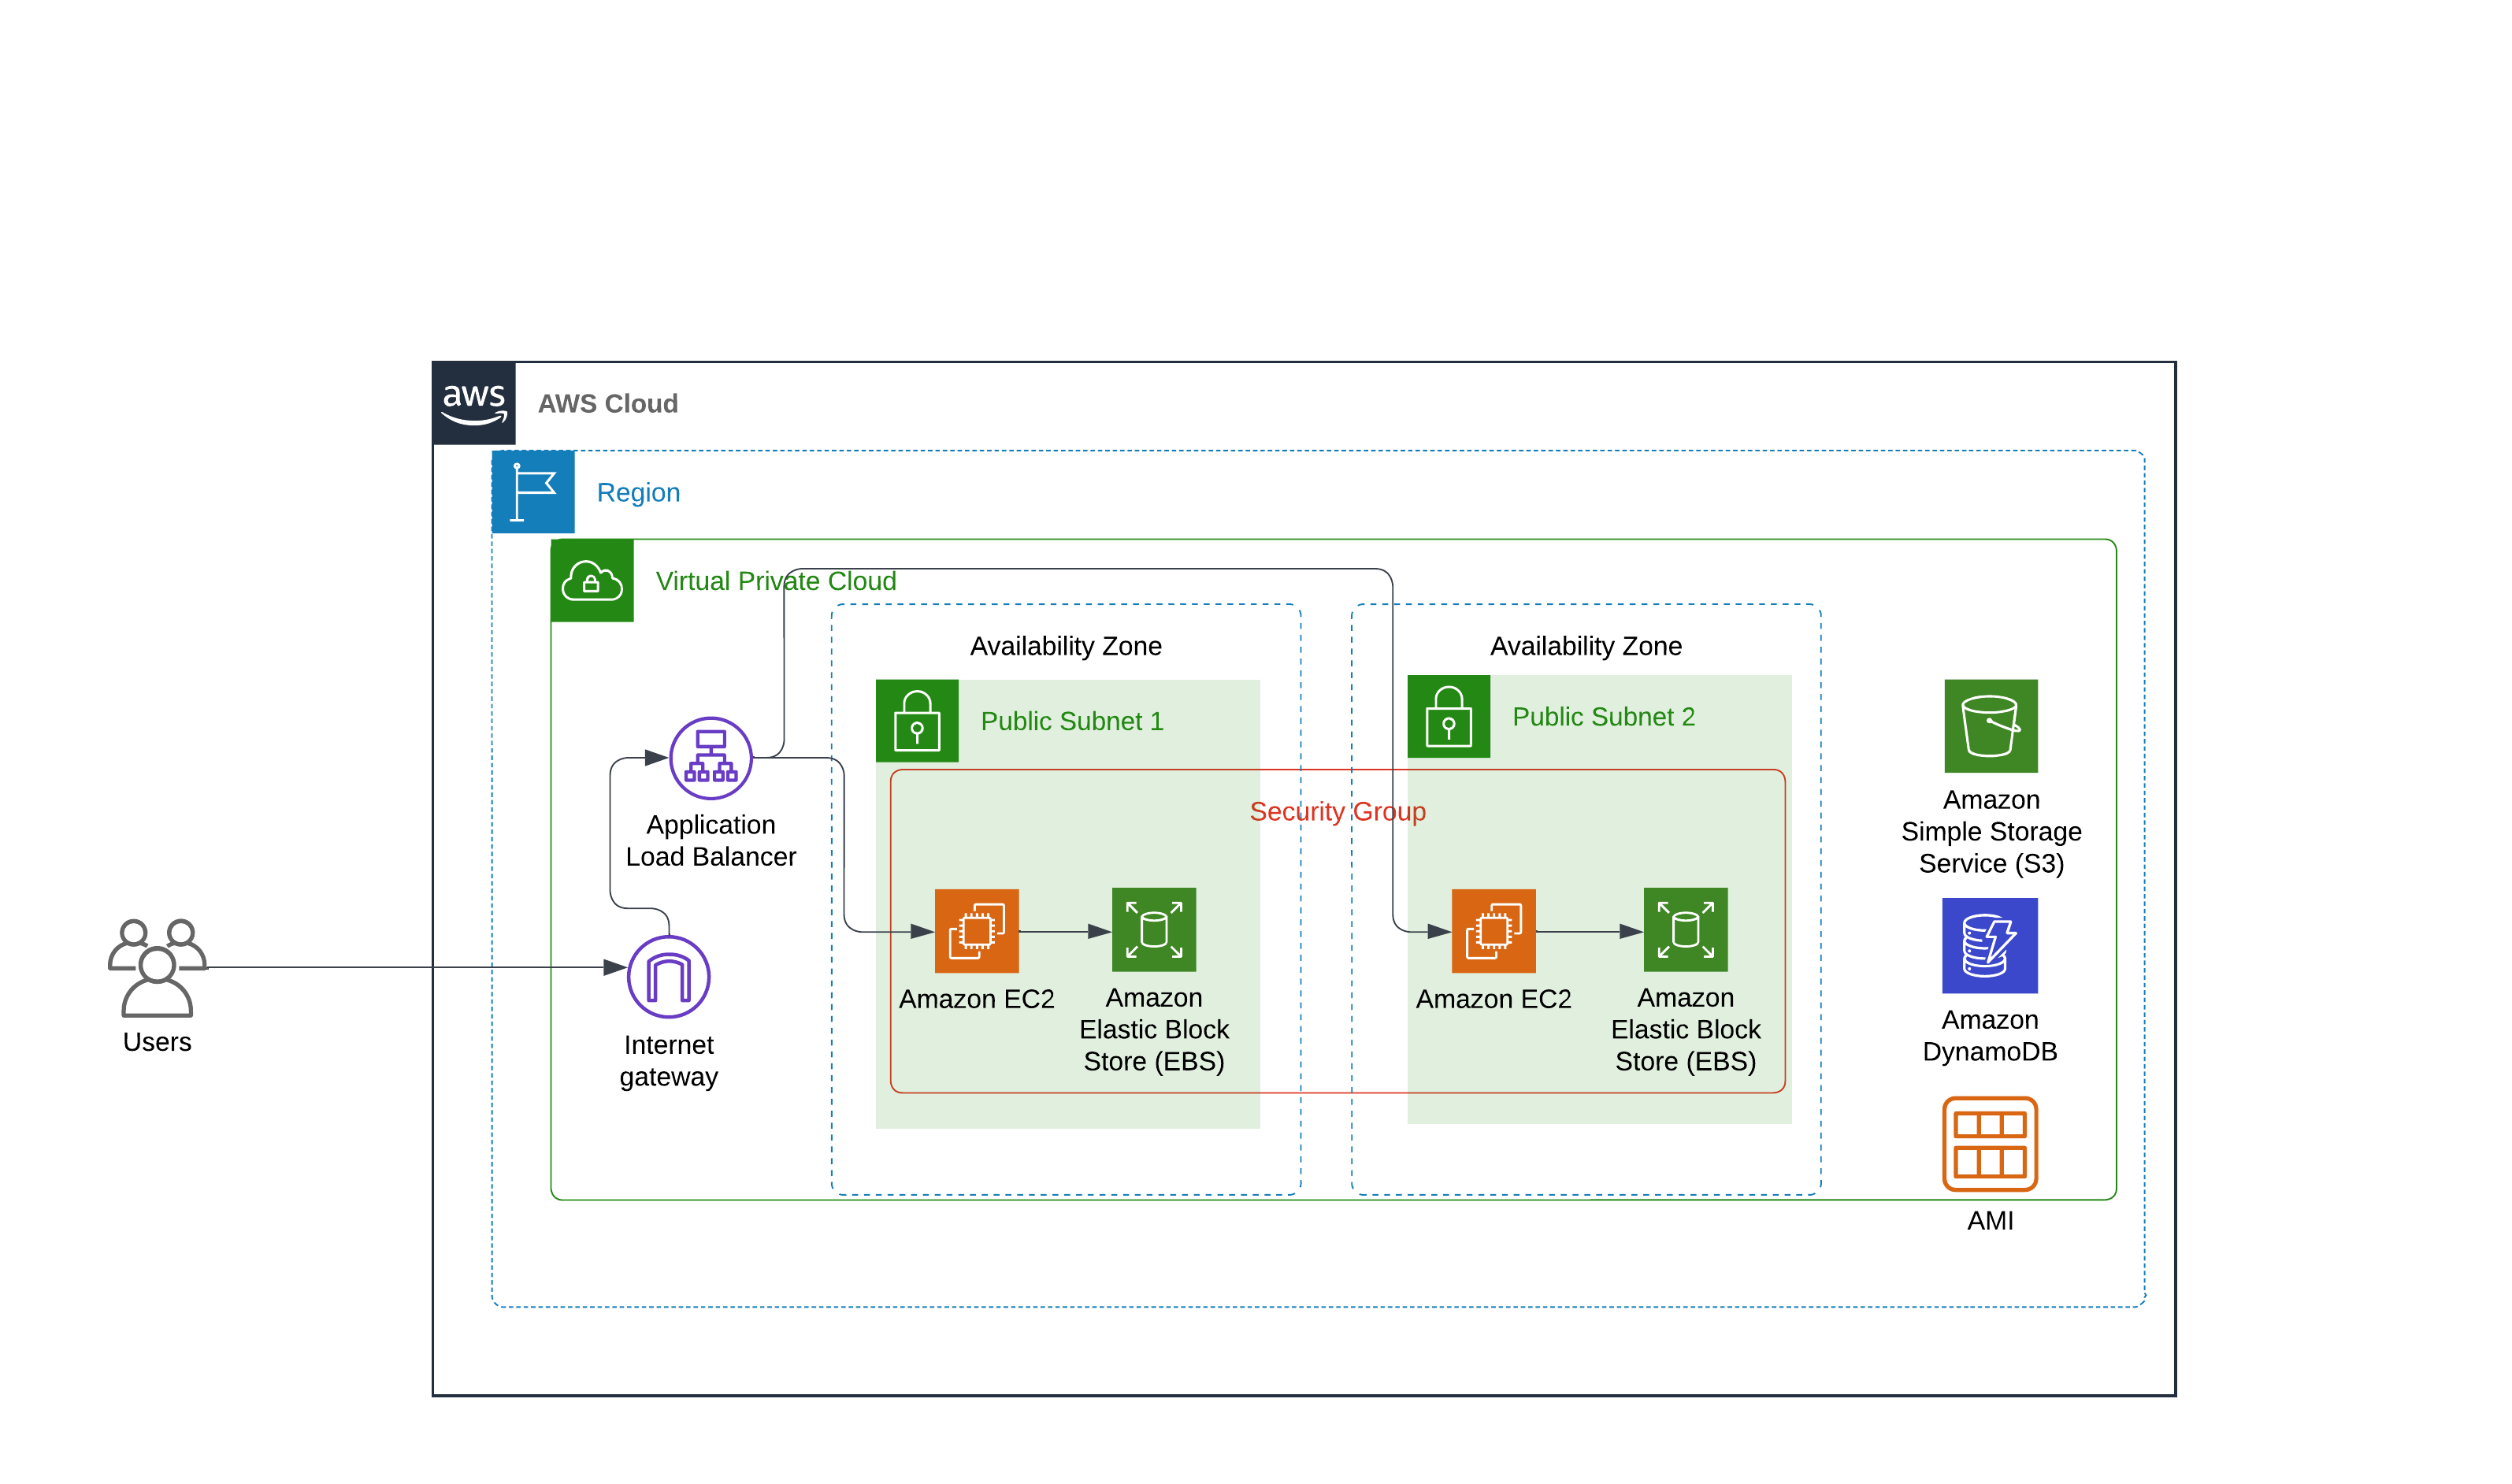 aws
AWS Cloud
Region
Virtual Private Cloud
Availability Zone
Availability Zone
Public Subnet 1
Public Subnet 2
Security Group
Application
Load Balancer
Amazon
Simple Storage
Service (S3)
Users
Internet
gateway
Amazon EC2
Amazon
Elastic Block
Store (EBS)
Amazon EC2
Amazon
Elastic Block
Store (EBS)
Amazon
DynamoDB
AMI